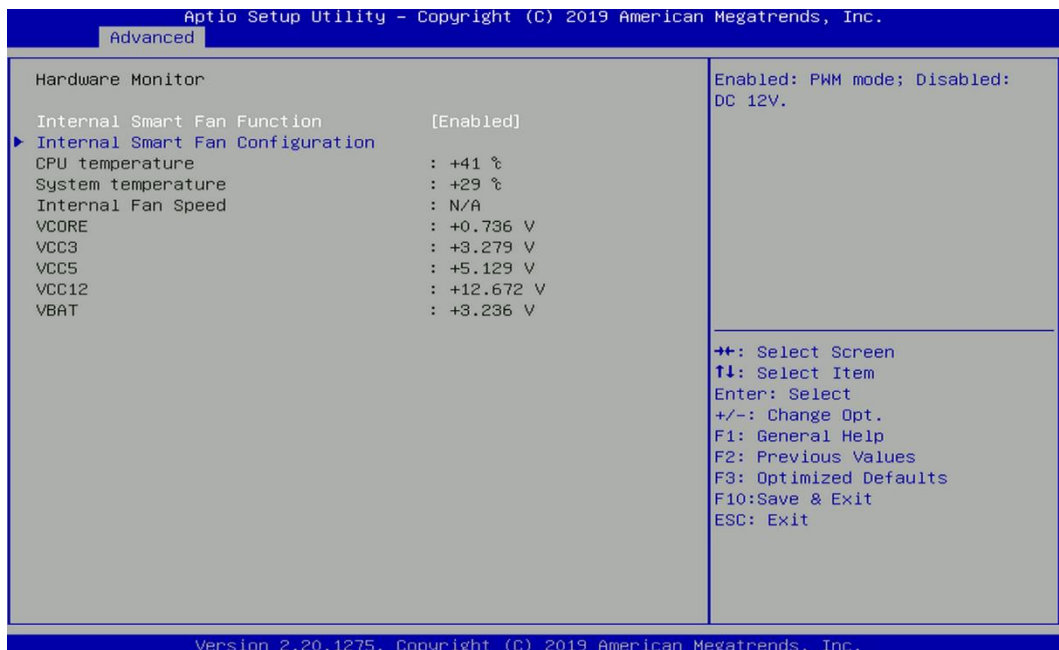 Aptio Setup Utility – Copyright (C) 2019 American Megatrends, Inc.
Advanced
Hardware Monitor
Internal Smart Fan Function [Enabled]
Internal Smart Fan Configuration
CPU temperature : +41 ℃
System temperature : +29 ℃
Internal Fan Speed : N/A
VCORE : +0.736 V
VCC3 : +3.279 V
VCC5 : +5.129 V
VCC12 : +12.672 V
VBAT : +3.236 V
Enabled: PWM mode; Disabled:
DC 12V.
→←: Select Screen
↑↓: Select Item
Enter: Select
+/-: Change Opt.
F1: General Help
F2: Previous Values
F3: Optimized Defaults
F10:Save & Exit
ESC: Exit
Version 2.20.1275. Copyright (C) 2019 American Megatrends, Inc.